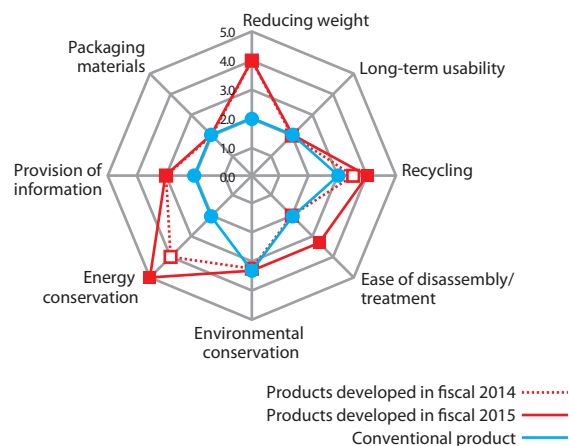 Reducing weight
Long-term usability
Recycling
Ease of disassembly/
treatment
Environmental
conservation
Energy
conservation
Provision of
information
Packaging
materials
5.0
4.0
3.0
2.0
1.0
0.0
Products developed in fiscal 2014
Products developed in fiscal 2015
Conventional product